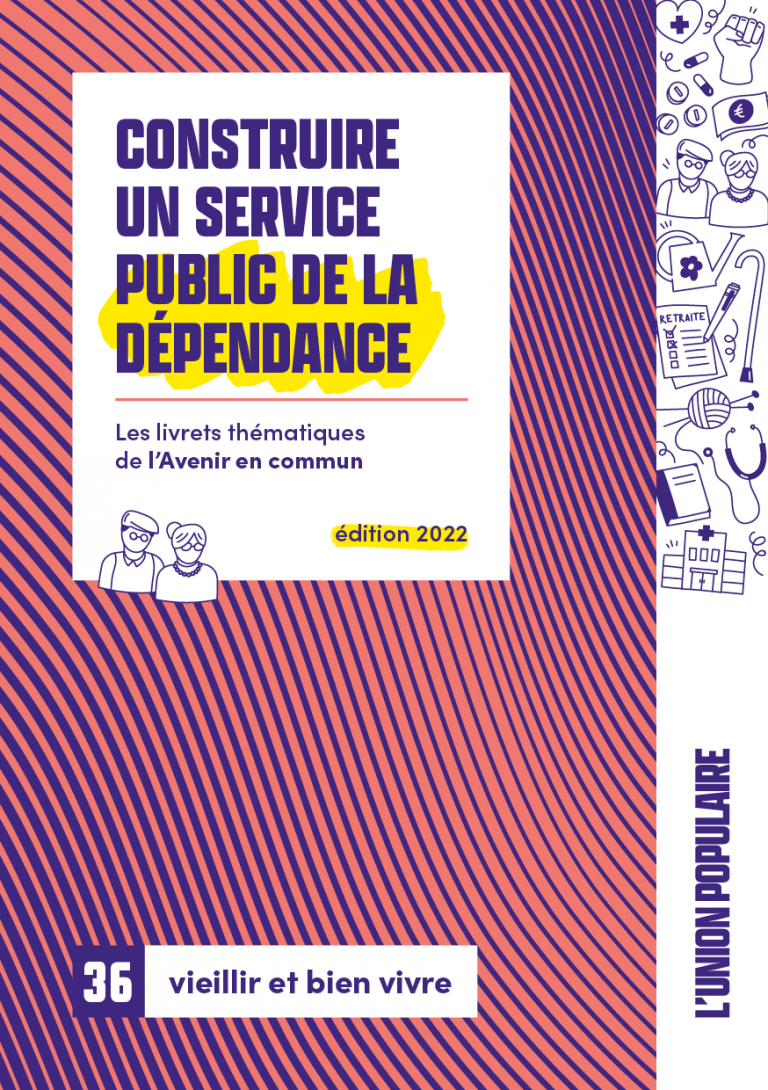 CONSTRUIRE
UN SERVICE
PUBLIC DE LA
DÉPENDANCE
Les livrets thématiques
de l'Avenir en commun
édition 2022
RETRAITE
L'UNION POPULAIRE
36 vieillir et bien vivre